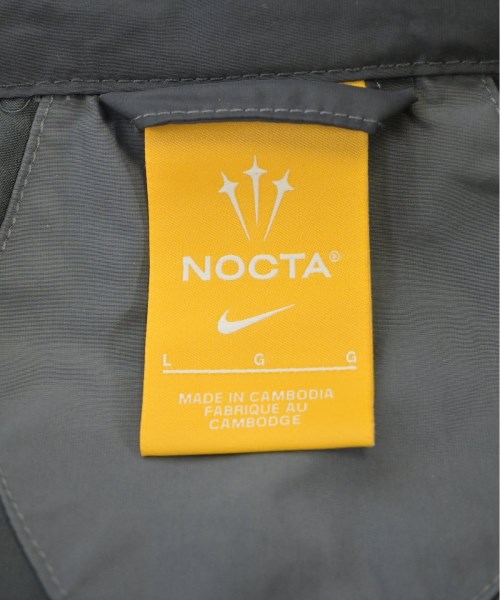 NOCTA®
L G G
MADE IN CAMBODIA
FABRIQUE AU
CAMBODGE